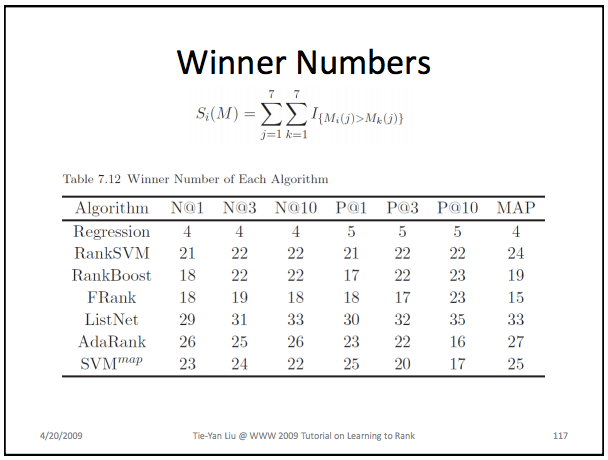 Winner Numbers
S_i(M) = \sum_{j=1}^{7} \sum_{k=1}^{7} I_{\{M_i(j)>M_k(j)\}}
Table 7.12 Winner Number of Each Algorithm
Algorithm N@1 N@3 N@10 P@1 P@3 P@10 MAP
Regression 4 4 4 5 5 5 4
RankSVM 21 22 22 21 22 22 24
RankBoost 18 22 22 17 22 23 19
FRank 18 19 18 18 17 23 15
ListNet 29 31 33 30 32 35 33
AdaRank 26 25 26 23 22 16 27
SVM^{map} 23 24 22 25 20 17 25
4/20/2009 Tie-Yan Liu @ WWW 2009 Tutorial on Learning to Rank 117